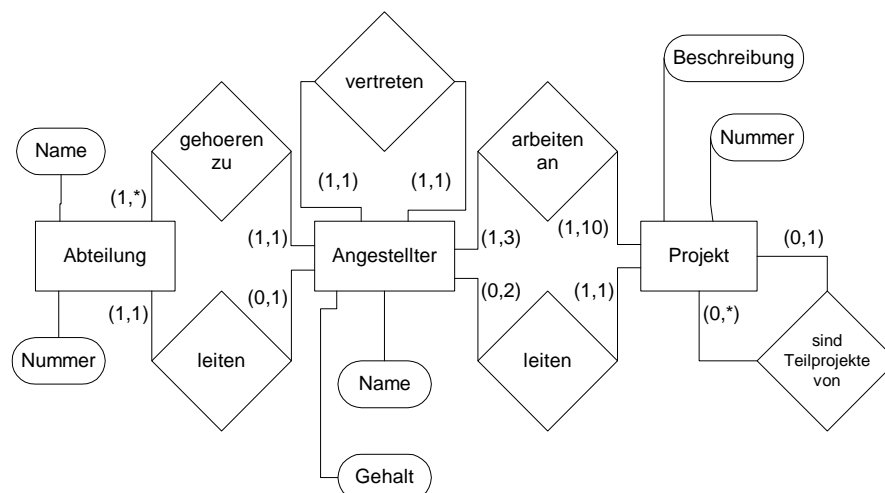 Beschreibung
vertreten
Nummer
gehoeren
zu
arbeiten
an
Name
(1,1)
(1,1)
(1,*)
(1,1)
(1,3)
(1,10)
(0,1)
Abteilung
Angestellter
Projekt
(0,1)
(0,2)
(1,1)
(1,1)
(0,*)
Nummer
leiten
leiten
sind
Teilprojekte
von
Name
Gehalt